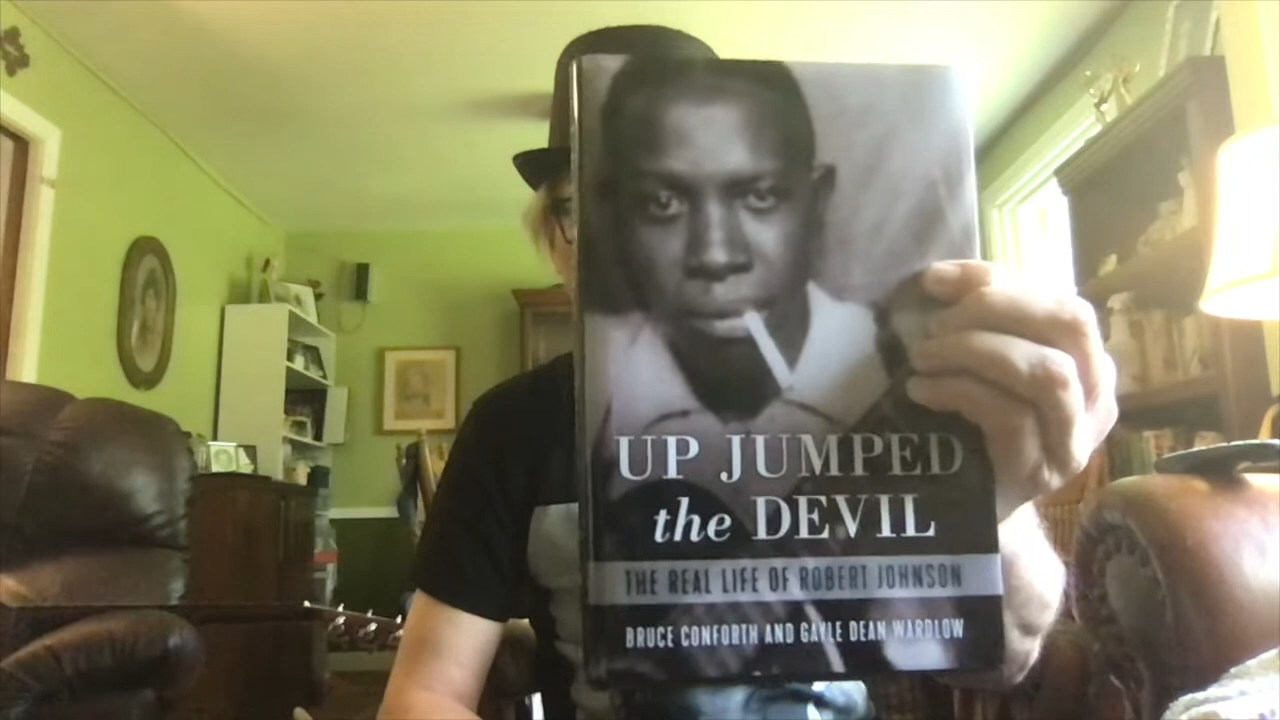 UP JUMPED
the DEVIL
THE REAL LIFE OF ROBERT JOHNSON
BRUCE CONFORTH AND GAYLE DEAN WARDLOW